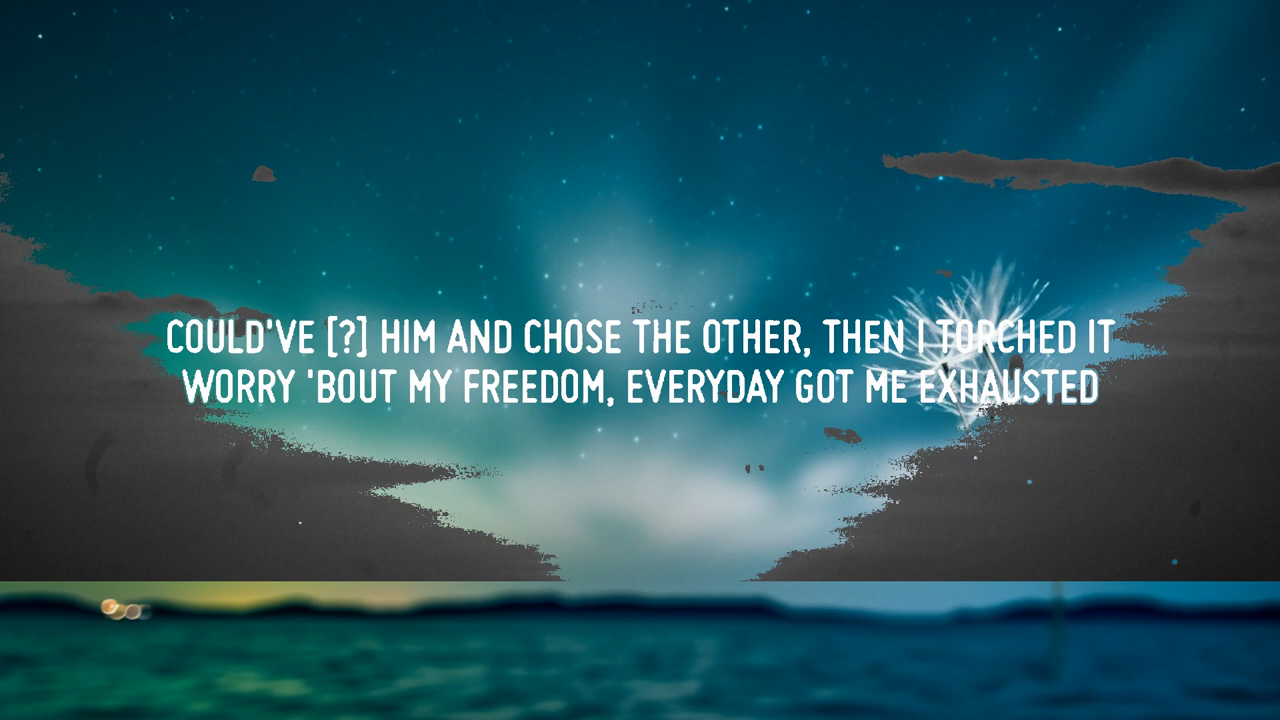 COULD'VE [?] HIM AND CHOSE THE OTHER, THEN I TORCHED IT
WORRY 'BOUT MY FREEDOM, EVERYDAY GOT ME EXHAUSTED